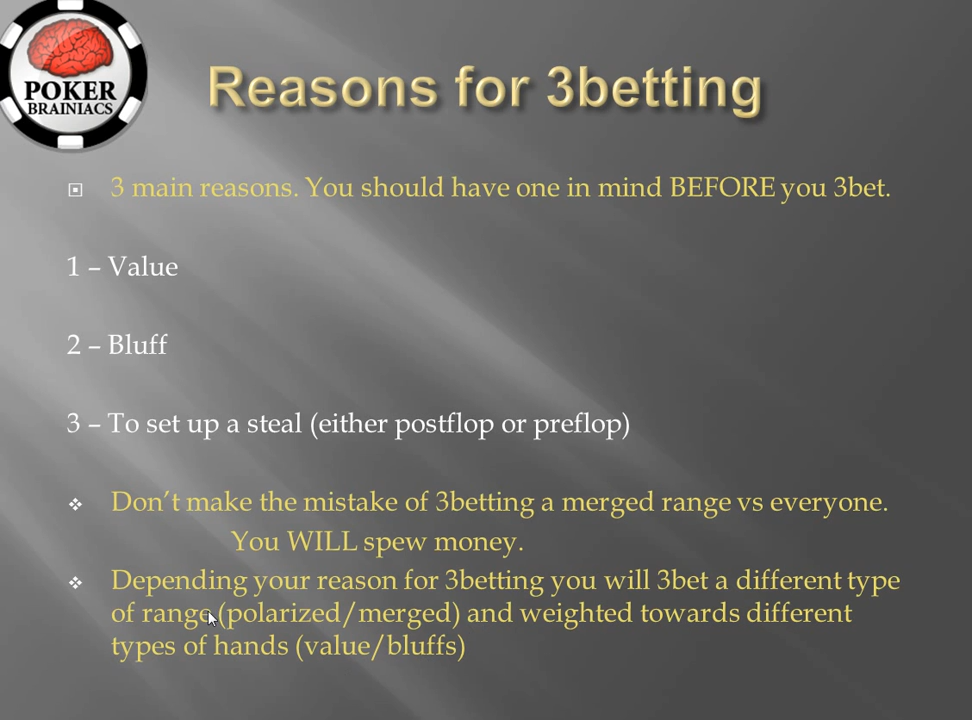 POKER
BRAINIACS
Reasons for 3betting
3 main reasons. You should have one in mind BEFORE you 3bet.
1 – Value
2 – Bluff
3 – To set up a steal (either postflop or preflop)
Don’t make the mistake of 3betting a merged range vs everyone.
You WILL spew money.
Depending your reason for 3betting you will 3bet a different type
of range (polarized/merged) and weighted towards different
types of hands (value/bluffs)